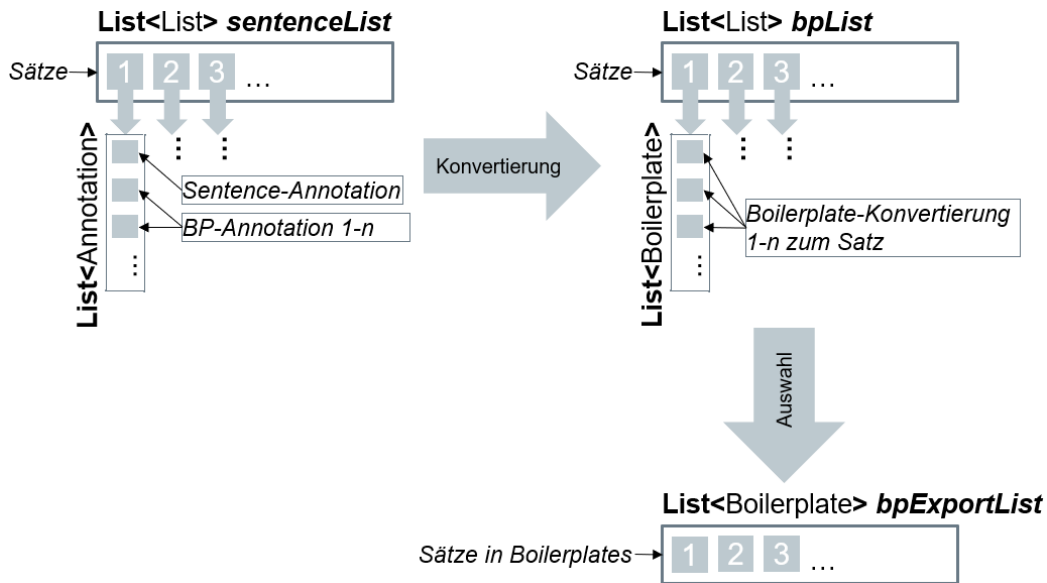 List<List> sentenceList
Sätze
1 2 3 ...
List<Annotation>
Sentence-Annotation
BP-Annotation 1-n
...
Konvertierung
List<List> bpList
Sätze
1 2 3 ...
List<Boilerplate>
Boilerplate-Konvertierung
1-n zum Satz
...
Auswahl
List<Boilerplate> bpExportList
Sätze in Boilerplates
1 2 3 ...